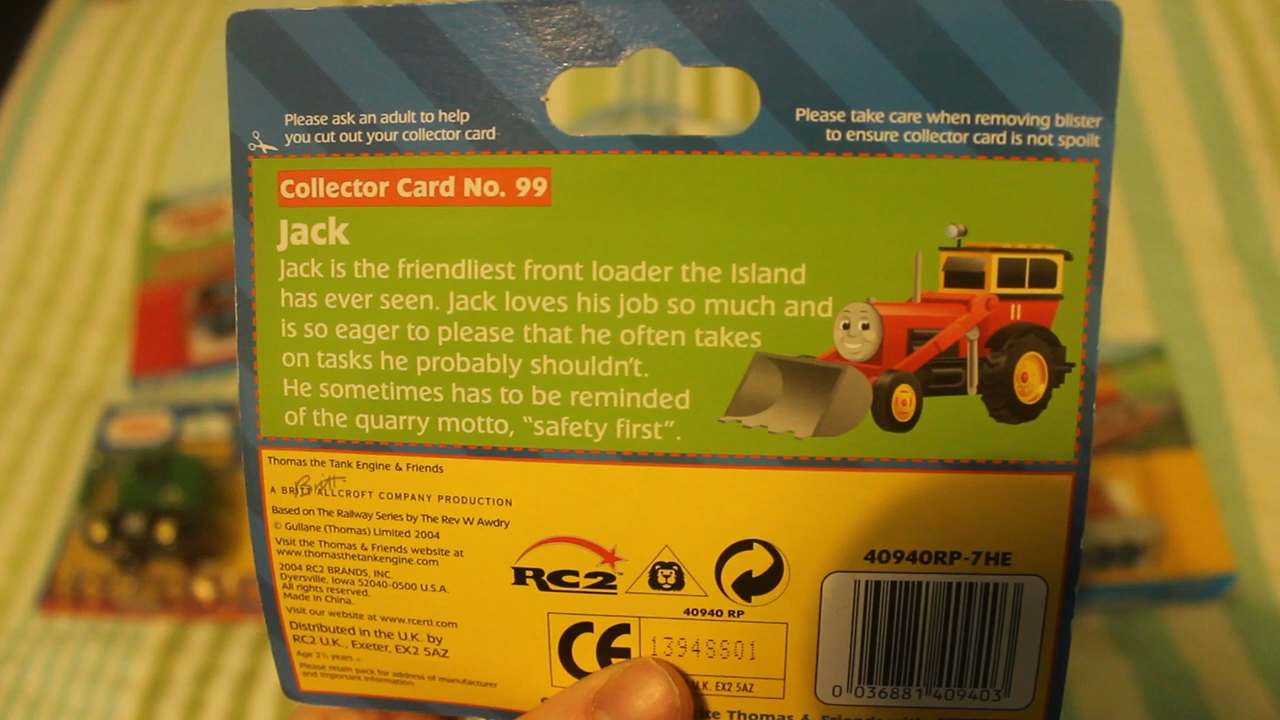 Please ask an adult to help
you cut out your collector card
Please take care when removing blister
to ensure collector card is not spoilt
Collector Card No. 99
Jack
Jack is the friendliest front loader the Island
has ever seen. Jack loves his job so much and
is so eager to please that he often takes
on tasks he probably shouldn't.
He sometimes has to be reminded
of the quarry motto, "safety first".
11
Thomas the Tank Engine & Friends
A BRITT ALLCROFT COMPANY PRODUCTION
Britt
Based on The Railway Series by The Rev W Awdry
© Gullane (Thomas) Limited 2004
Visit the Thomas & Friends website at
www.thomasthetankengine.com
2004 RC2 BRANDS, INC.
Dyersville, Iowa 52040-0500 U.S.A.
All rights reserved.
Made in China.
Visit our website at www.rcertl.com
Distributed in the U.K. by
RC2 U.K., Exeter, EX2 5AZ
Age 2½ years +
Please retain pack for address of manufacturer
and important information.
RC2™
40940 RP
CE
13948S01
U.K. EX2 5AZ
40940RP-7HE
0 036881 409403
Thomas & Friends